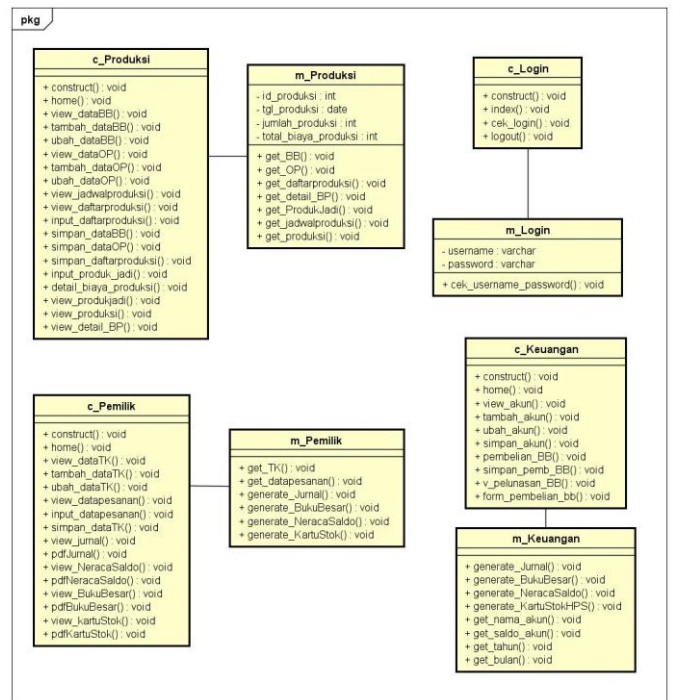 pkg
c_Produksi
+ construct() : void
+ home() : void
+ view_dataBB() : void
+ tambah_dataBB() : void
+ ubah_dataBB() : void
+ view_dataOP() : void
+ tambah_dataOP() : void
+ ubah_dataOP() : void
+ view_jadwalproduksi() : void
+ view_daftarproduksi() : void
+ input_daftarproduksi() : void
+ simpan_dataBB() : void
+ simpan_dataOP() : void
+ simpan_daftarproduksi() : void
+ input_produk_jadi() : void
+ detail_biaya_produksi() : void
+ view_produkjadi() : void
+ view_produksi() : void
+ view_detail_BP() : void
m_Produksi
- id_produksi : int
- tgl_produksi : date
- jumlah_produksi : int
- total_biaya_produksi : int
+ get_BB() : void
+ get_OP() : void
+ get_daftarproduksi() : void
+ get_detail_BP() : void
+ get_ProdukJadi() : void
+ get_jadwalproduksi() : void
+ get_produksi() : void
c_Login
+ construct() : void
+ index() : void
+ cek_login() : void
+ logout() : void
m_Login
- username : varchar
- password : varchar
+ cek_username_password() : void
c_Pemilik
+ construct() : void
+ home() : void
+ view_dataTK() : void
+ tambah_dataTK() : void
+ ubah_dataTK() : void
+ view_datapesanan() : void
+ input_datapesanan() : void
+ simpan_dataTK() : void
+ view_jurnal() : void
+ pdfJurnal() : void
+ view_NeracaSaldo() : void
+ pdfNeracaSaldo() : void
+ view_BukuBesar() : void
+ pdfBukuBesar() : void
+ view_kartuStok() : void
+ pdfKartuStok() : void
m_Pemilik
+ get_TK() : void
+ get_datapesanan() : void
+ generate_Jurnal() : void
+ generate_BukuBesar() : void
+ generate_NeracaSaldo() : void
+ generate_KartuStok() : void
c_Keuangan
+ construct() : void
+ home() : void
+ view_akun() : void
+ tambah_akun() : void
+ ubah_akun() : void
+ simpan_akun() : void
+ pembelian_BB() : void
+ simpan_pemb_BB() : void
+ v_pelunasan_BB() : void
+ form_pembelian_bb() : void
m_Keuangan
+ generate_Jurnal() : void
+ generate_BukuBesar() : void
+ generate_NeracaSaldo() : void
+ generate_KartuStokHPS() : void
+ get_nama_akun() : void
+ get_saldo_akun() : void
+ get_tahun() : void
+ get_bulan() : void